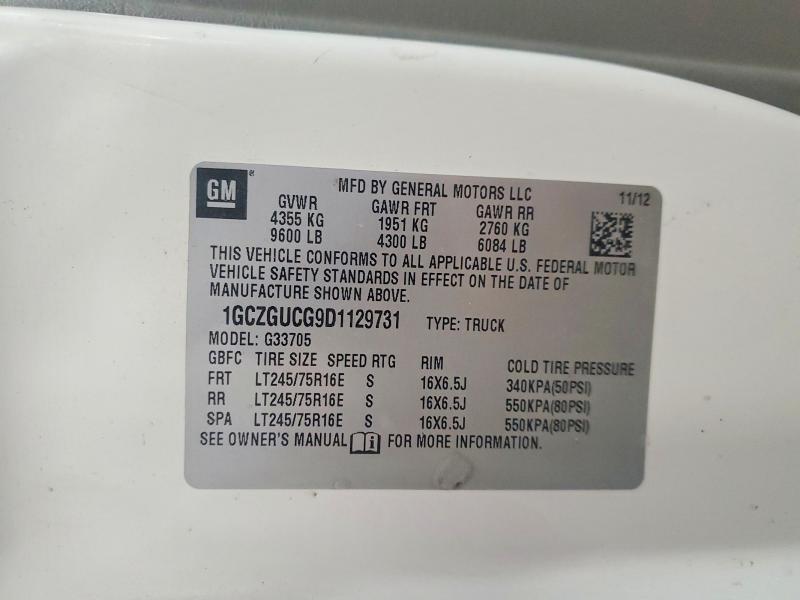 GM
MFD BY GENERAL MOTORS LLC 11/12
GVWR GAWR FRT GAWR RR
4355 KG 1951 KG 2760 KG
9600 LB 4300 LB 6084 LB
THIS VEHICLE CONFORMS TO ALL APPLICABLE U.S. FEDERAL MOTOR
VEHICLE SAFETY STANDARDS IN EFFECT ON THE DATE OF
MANUFACTURE SHOWN ABOVE.
1GCZGUCG9D1129731 TYPE: TRUCK
MODEL: G33705
GBFC TIRE SIZE SPEED RTG RIM COLD TIRE PRESSURE
FRT LT245/75R16E S 16X6.5J 340KPA(50PSI)
RR LT245/75R16E S 16X6.5J 550KPA(80PSI)
SPA LT245/75R16E S 16X6.5J 550KPA(80PSI)
SEE OWNER'S MANUAL FOR MORE INFORMATION.